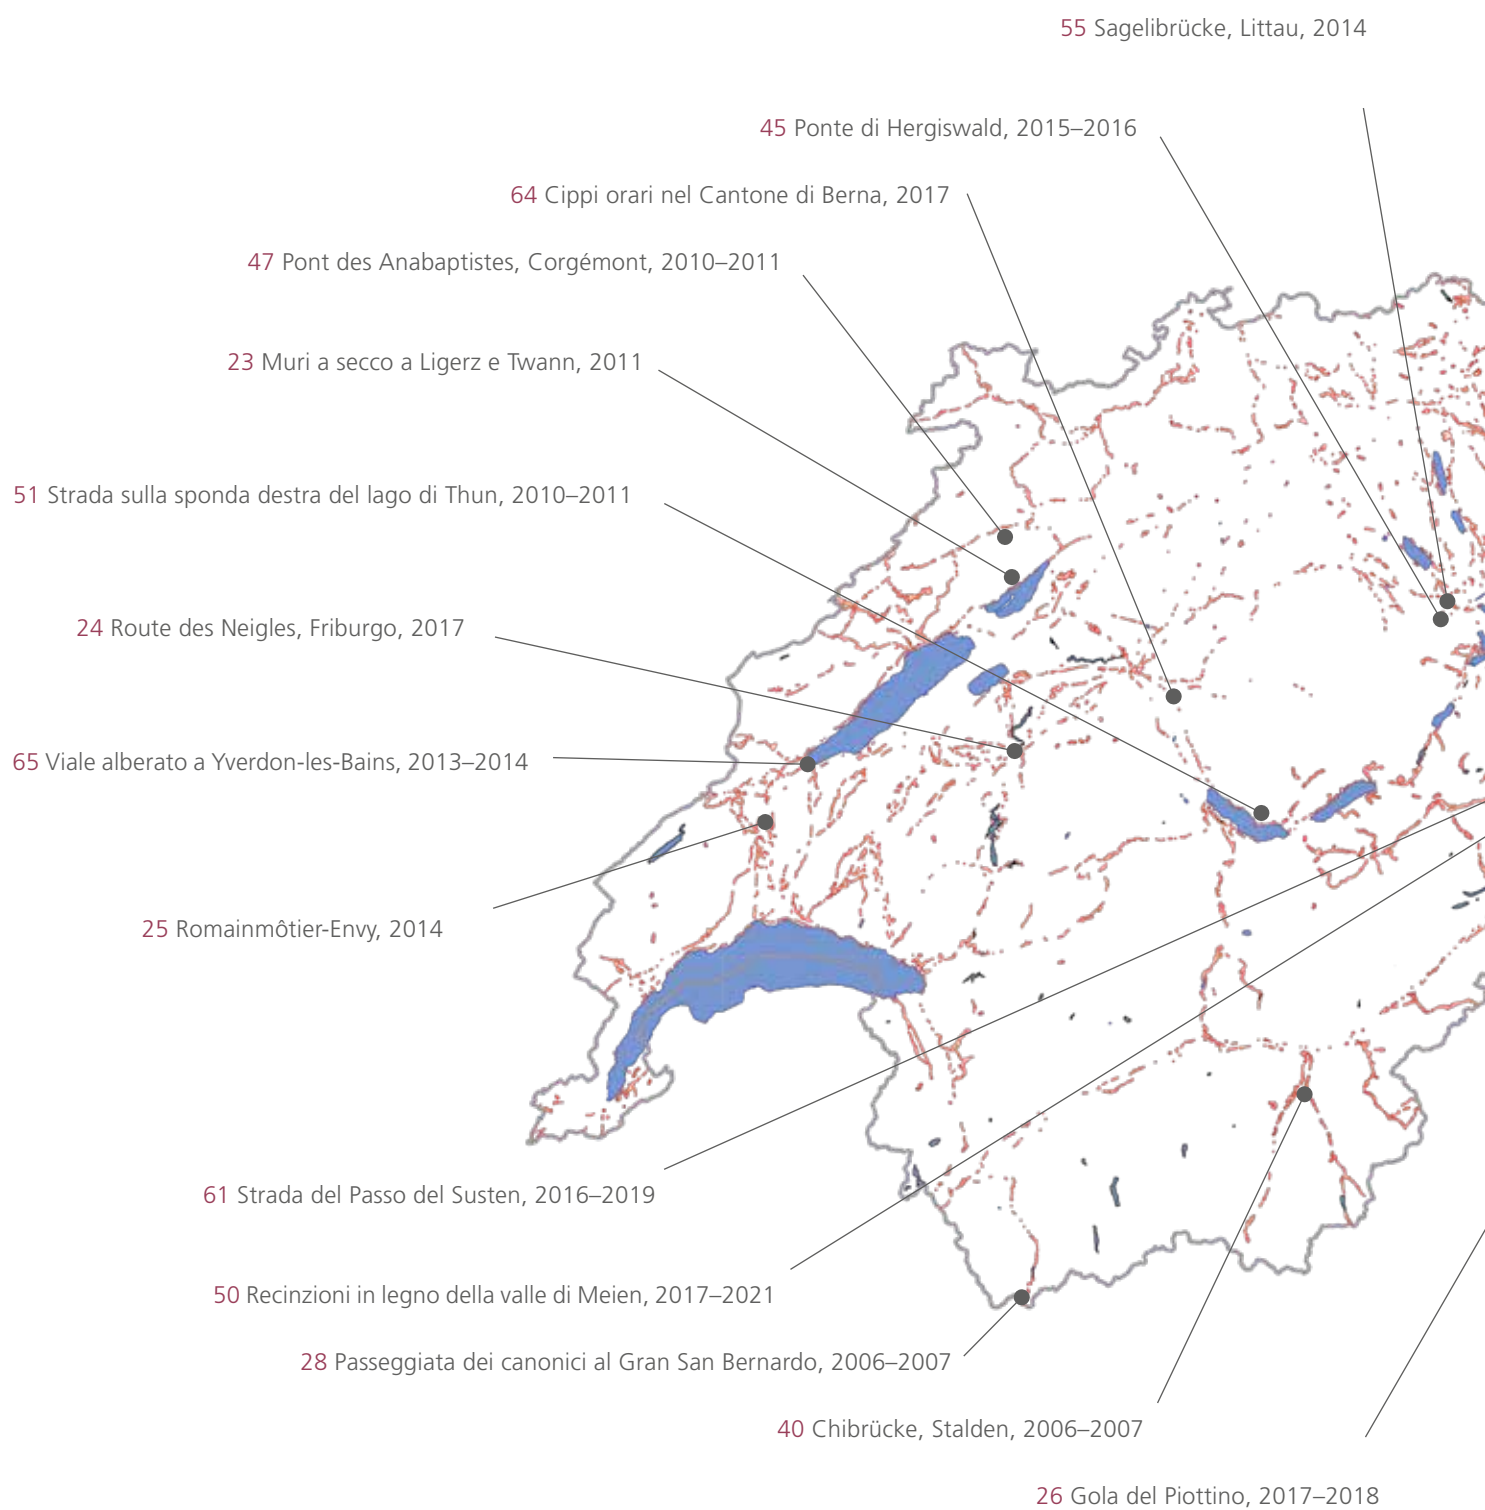 55 Sagelibrücke, Littau, 2014
45 Ponte di Hergiswald, 2015–2016
64 Cippi orari nel Cantone di Berna, 2017
47 Pont des Anabaptistes, Corgémont, 2010–2011
23 Muri a secco a Ligerz e Twann, 2011
51 Strada sulla sponda destra del lago di Thun, 2010–2011
24 Route des Neigles, Friburgo, 2017
65 Viale alberato a Yverdon-les-Bains, 2013–2014
25 Romainmôtier-Envy, 2014
61 Strada del Passo del Susten, 2016–2019
50 Recinzioni in legno della valle di Meien, 2017–2021
28 Passeggiata dei canonici al Gran San Bernardo, 2006–2007
40 Chibrücke, Stalden, 2006–2007
26 Gola del Piottino, 2017–2018